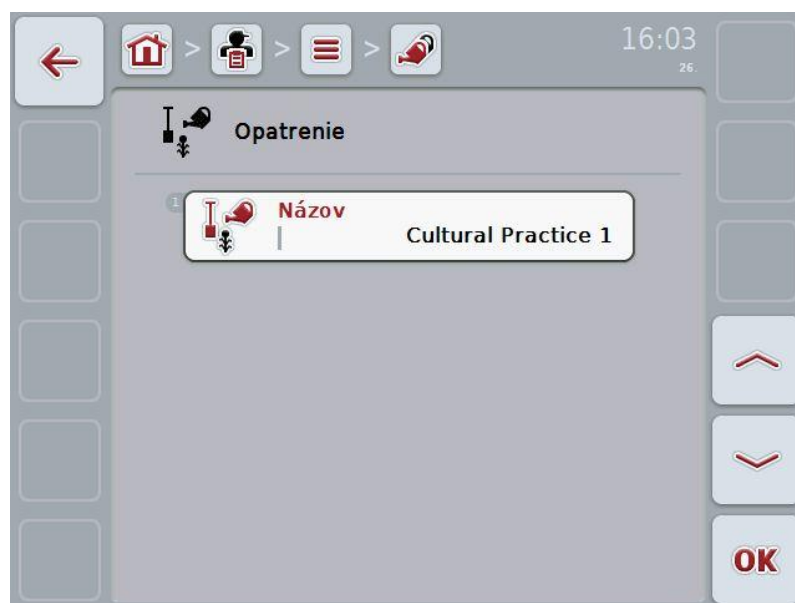 > > >
16:03
26.
Opatrenie
1
Názov
Cultural Practice 1
OK